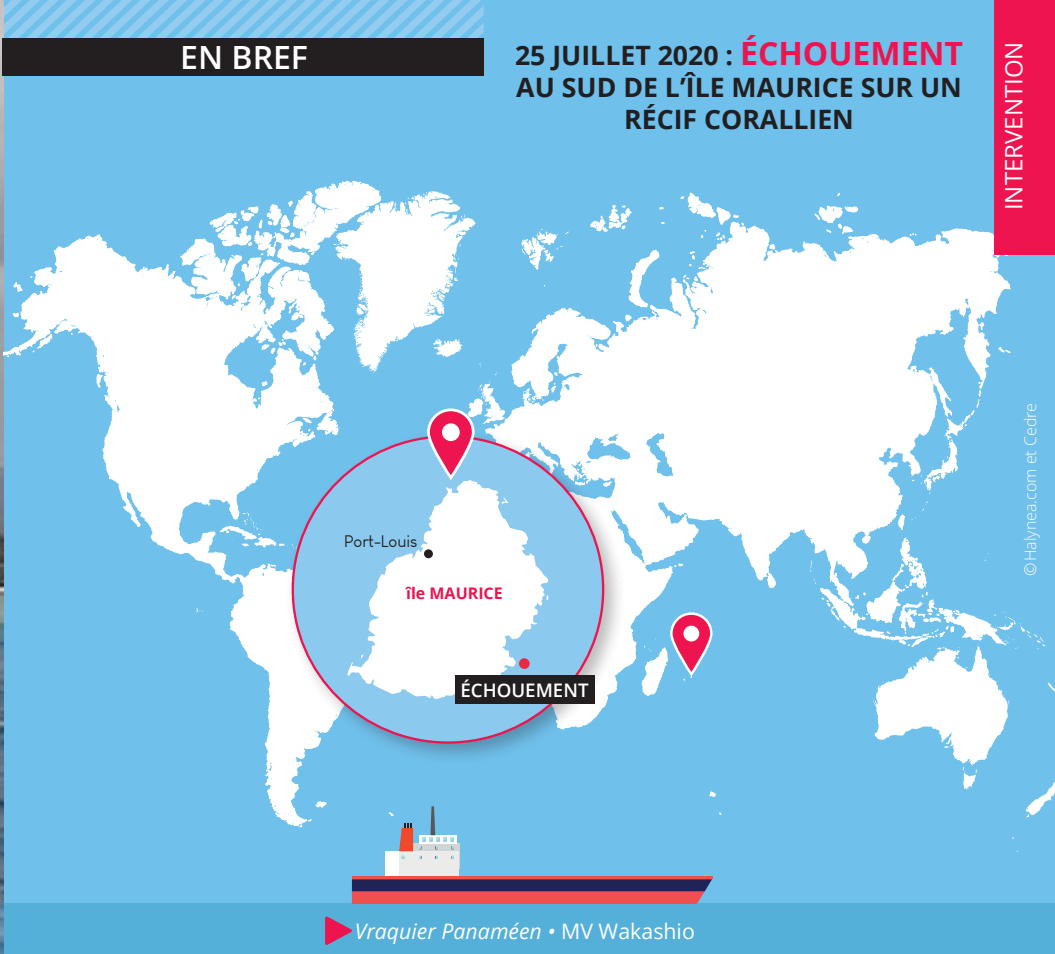 EN BREF
25 JUILLET 2020 : ÉCHOUEMENT
AU SUD DE L'ÎLE MAURICE SUR UN
RÉCIF CORALLIEN
INTERVENTION
Port-Louis
île MAURICE
ÉCHOUEMENT
© Halynea.com et Cedre
Vraquier Panaméen • MV Wakashio